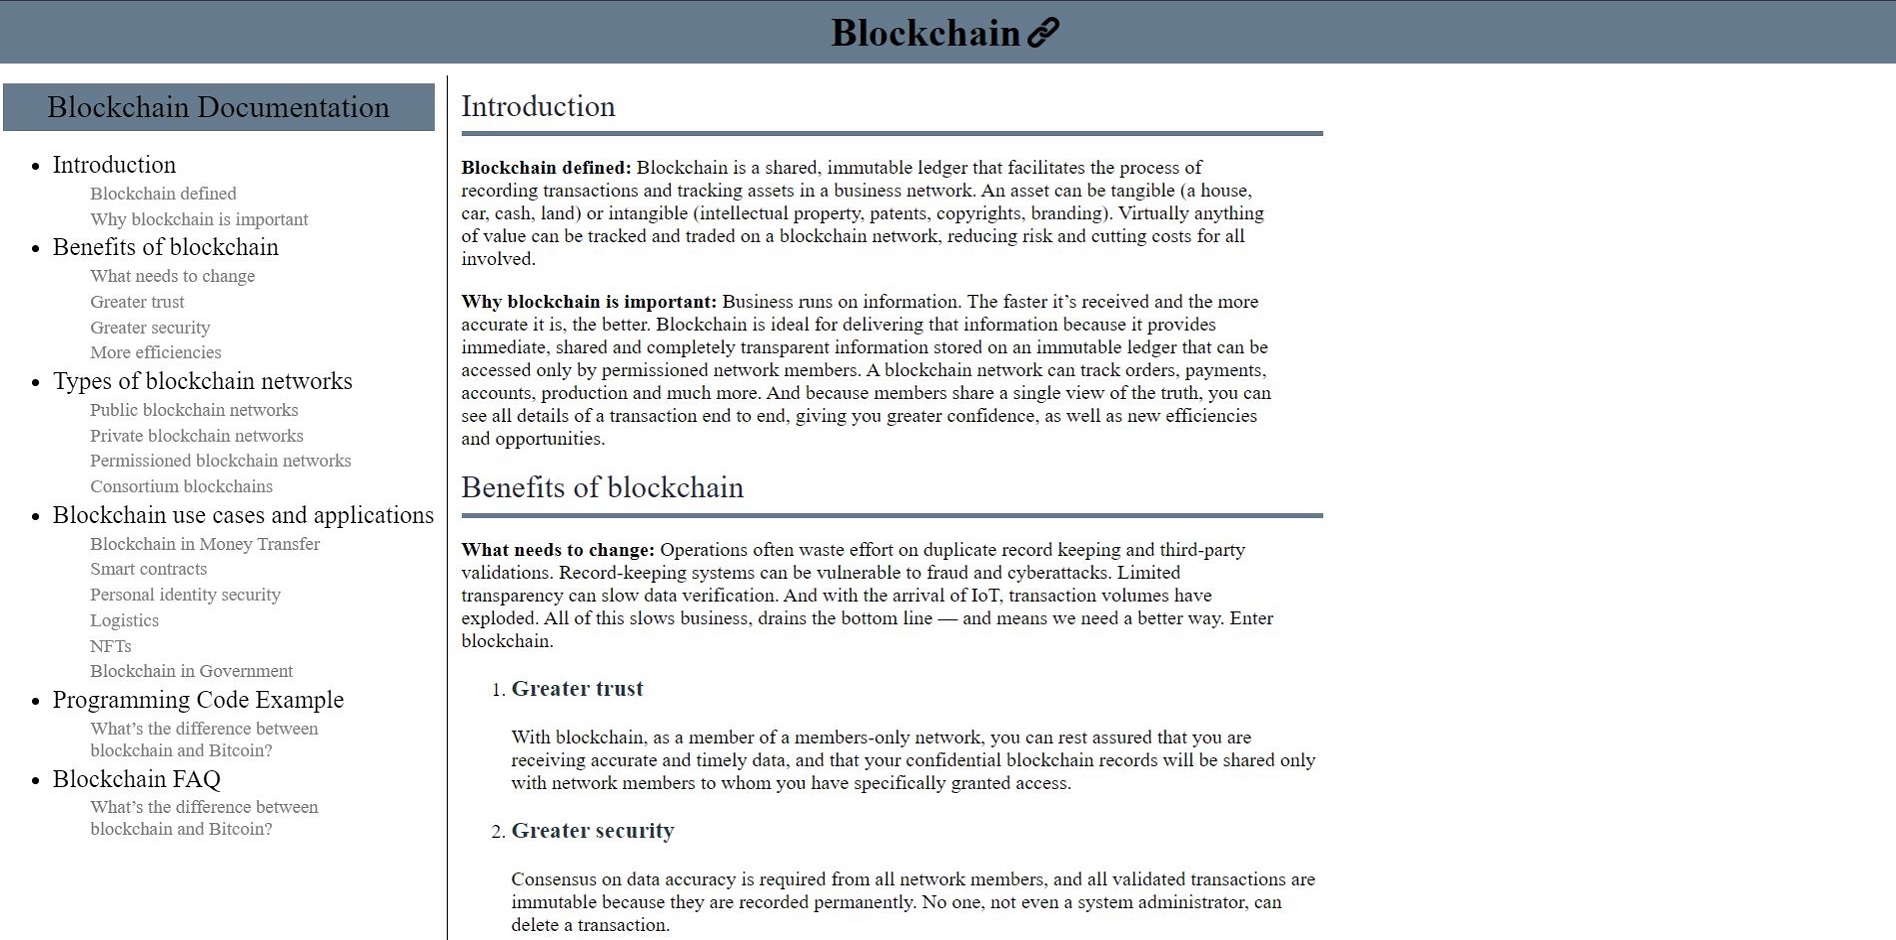 Blockchain
Blockchain Documentation
Introduction
Blockchain defined
Why blockchain is important
Benefits of blockchain
What needs to change
Greater trust
Greater security
More efficiencies
Types of blockchain networks
Public blockchain networks
Private blockchain networks
Permissioned blockchain networks
Consortium blockchains
Blockchain use cases and applications
Blockchain in Money Transfer
Smart contracts
Personal identity security
Logistics
NFTs
Blockchain in Government
Programming Code Example
What’s the difference between
blockchain and Bitcoin?
Blockchain FAQ
What’s the difference between
blockchain and Bitcoin?
Introduction
Blockchain defined: Blockchain is a shared, immutable ledger that facilitates the process of
recording transactions and tracking assets in a business network. An asset can be tangible (a house,
car, cash, land) or intangible (intellectual property, patents, copyrights, branding). Virtually anything
of value can be tracked and traded on a blockchain network, reducing risk and cutting costs for all
involved.
Why blockchain is important: Business runs on information. The faster it’s received and the more
accurate it is, the better. Blockchain is ideal for delivering that information because it provides
immediate, shared and completely transparent information stored on an immutable ledger that can be
accessed only by permissioned network members. A blockchain network can track orders, payments,
accounts, production and much more. And because members share a single view of the truth, you can
see all details of a transaction end to end, giving you greater confidence, as well as new efficiencies
and opportunities.
Benefits of blockchain
What needs to change: Operations often waste effort on duplicate record keeping and third-party
validations. Record-keeping systems can be vulnerable to fraud and cyberattacks. Limited
transparency can slow data verification. And with the arrival of IoT, transaction volumes have
exploded. All of this slows business, drains the bottom line — and means we need a better way. Enter
blockchain.
1. Greater trust
With blockchain, as a member of a members-only network, you can rest assured that you are
receiving accurate and timely data, and that your confidential blockchain records will be shared only
with network members to whom you have specifically granted access.
2. Greater security
Consensus on data accuracy is required from all network members, and all validated transactions are
immutable because they are recorded permanently. No one, not even a system administrator, can
delete a transaction.